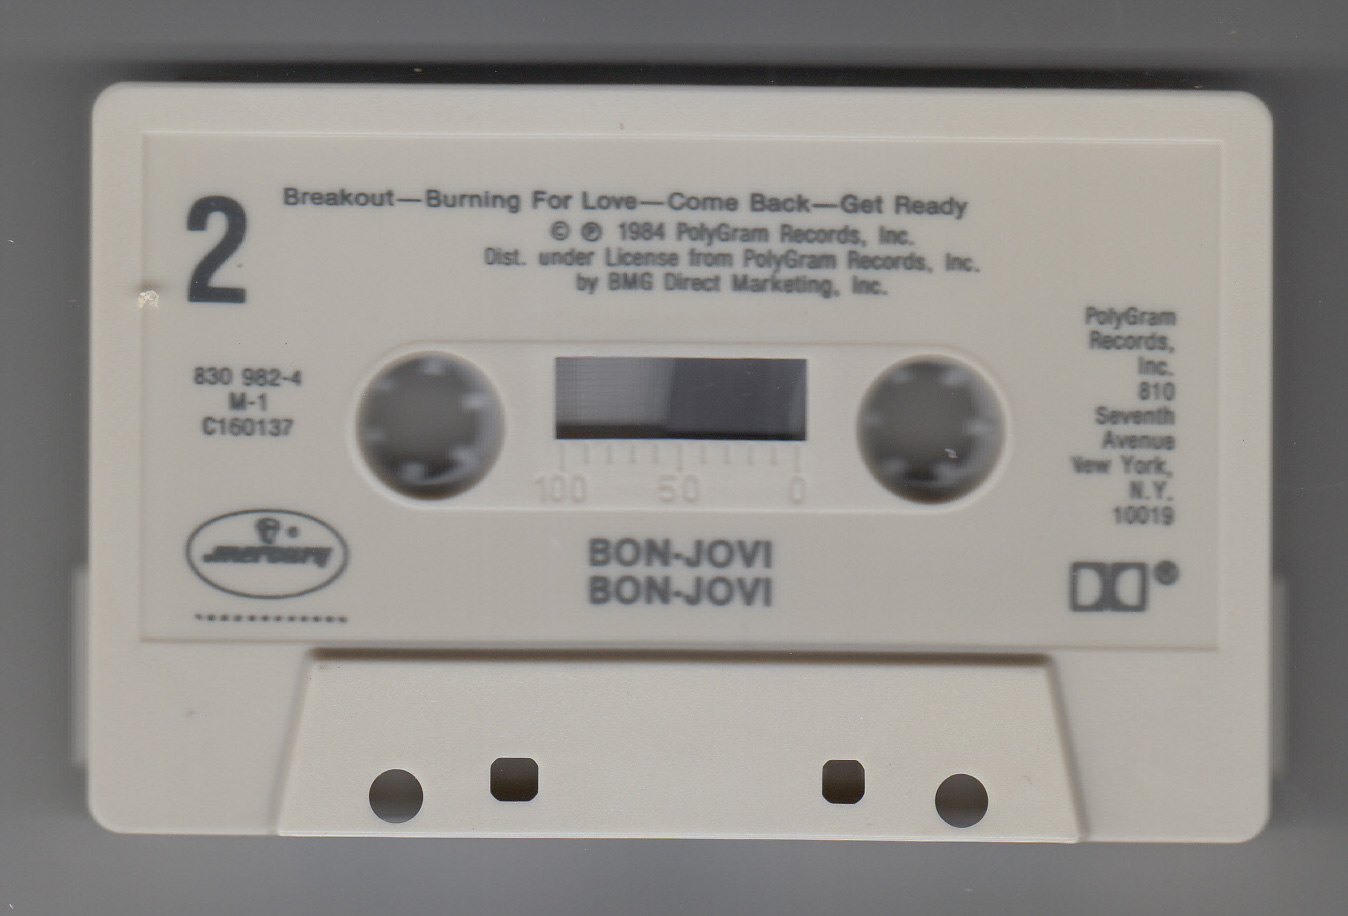 2
Breakout—Burning For Love—Come Back—Get Ready
© ℗ 1984 PolyGram Records, Inc.
Dist. under License from PolyGram Records, Inc.
by BMG Direct Marketing, Inc.
PolyGram
Records,
Inc.
810
Seventh
Avenue
New York,
N.Y.
10019
830 982-4
M-1
C160137
100 50 0
mercury ®
BON-JOVI
BON-JOVI
®